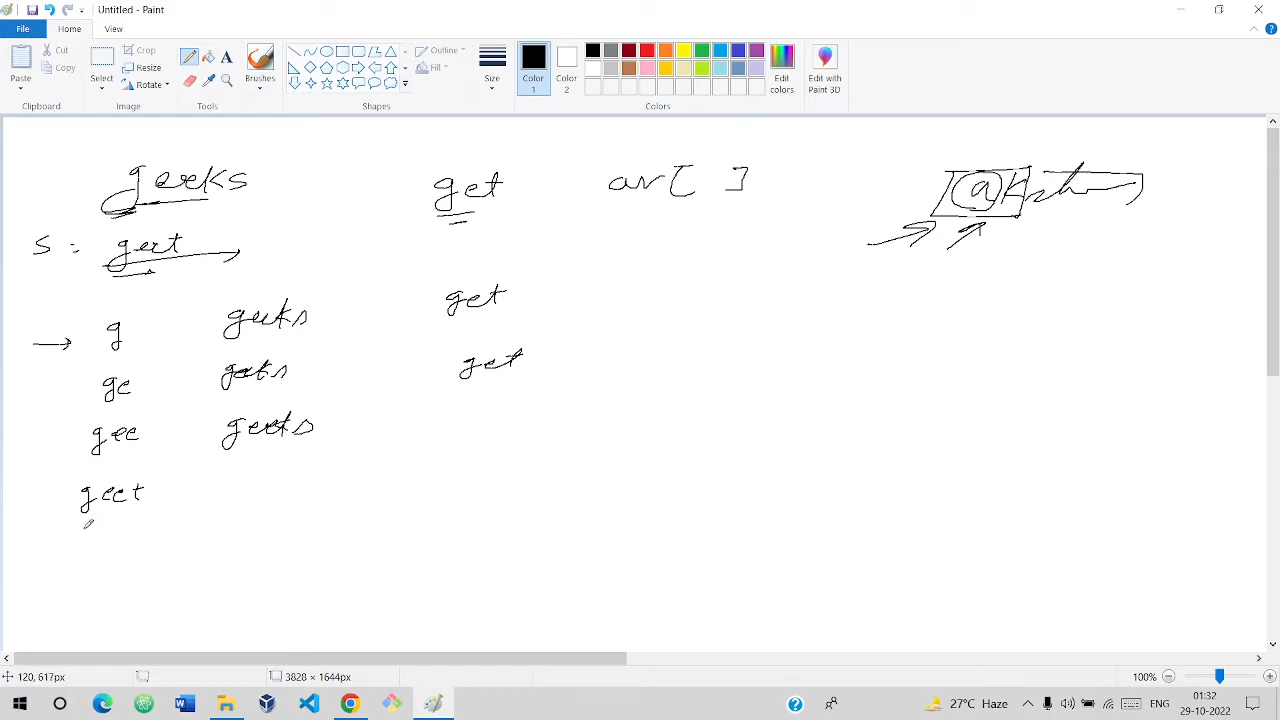 Untitled - Paint
File Home View
Paste Cut Copy Select Crop Resize Rotate Brushes Outline Fill Size Color 1 Color 2 Edit colors Edit with Paint 3D
Clipboard Image Tools Shapes Colors
geeks get arr[ ]
S : geet
g geeks get
ge geeks get
gee geeks
geet
120, 617px 3828 × 1644px 100%
27°C Haze ENG 01:32
29-10-2022